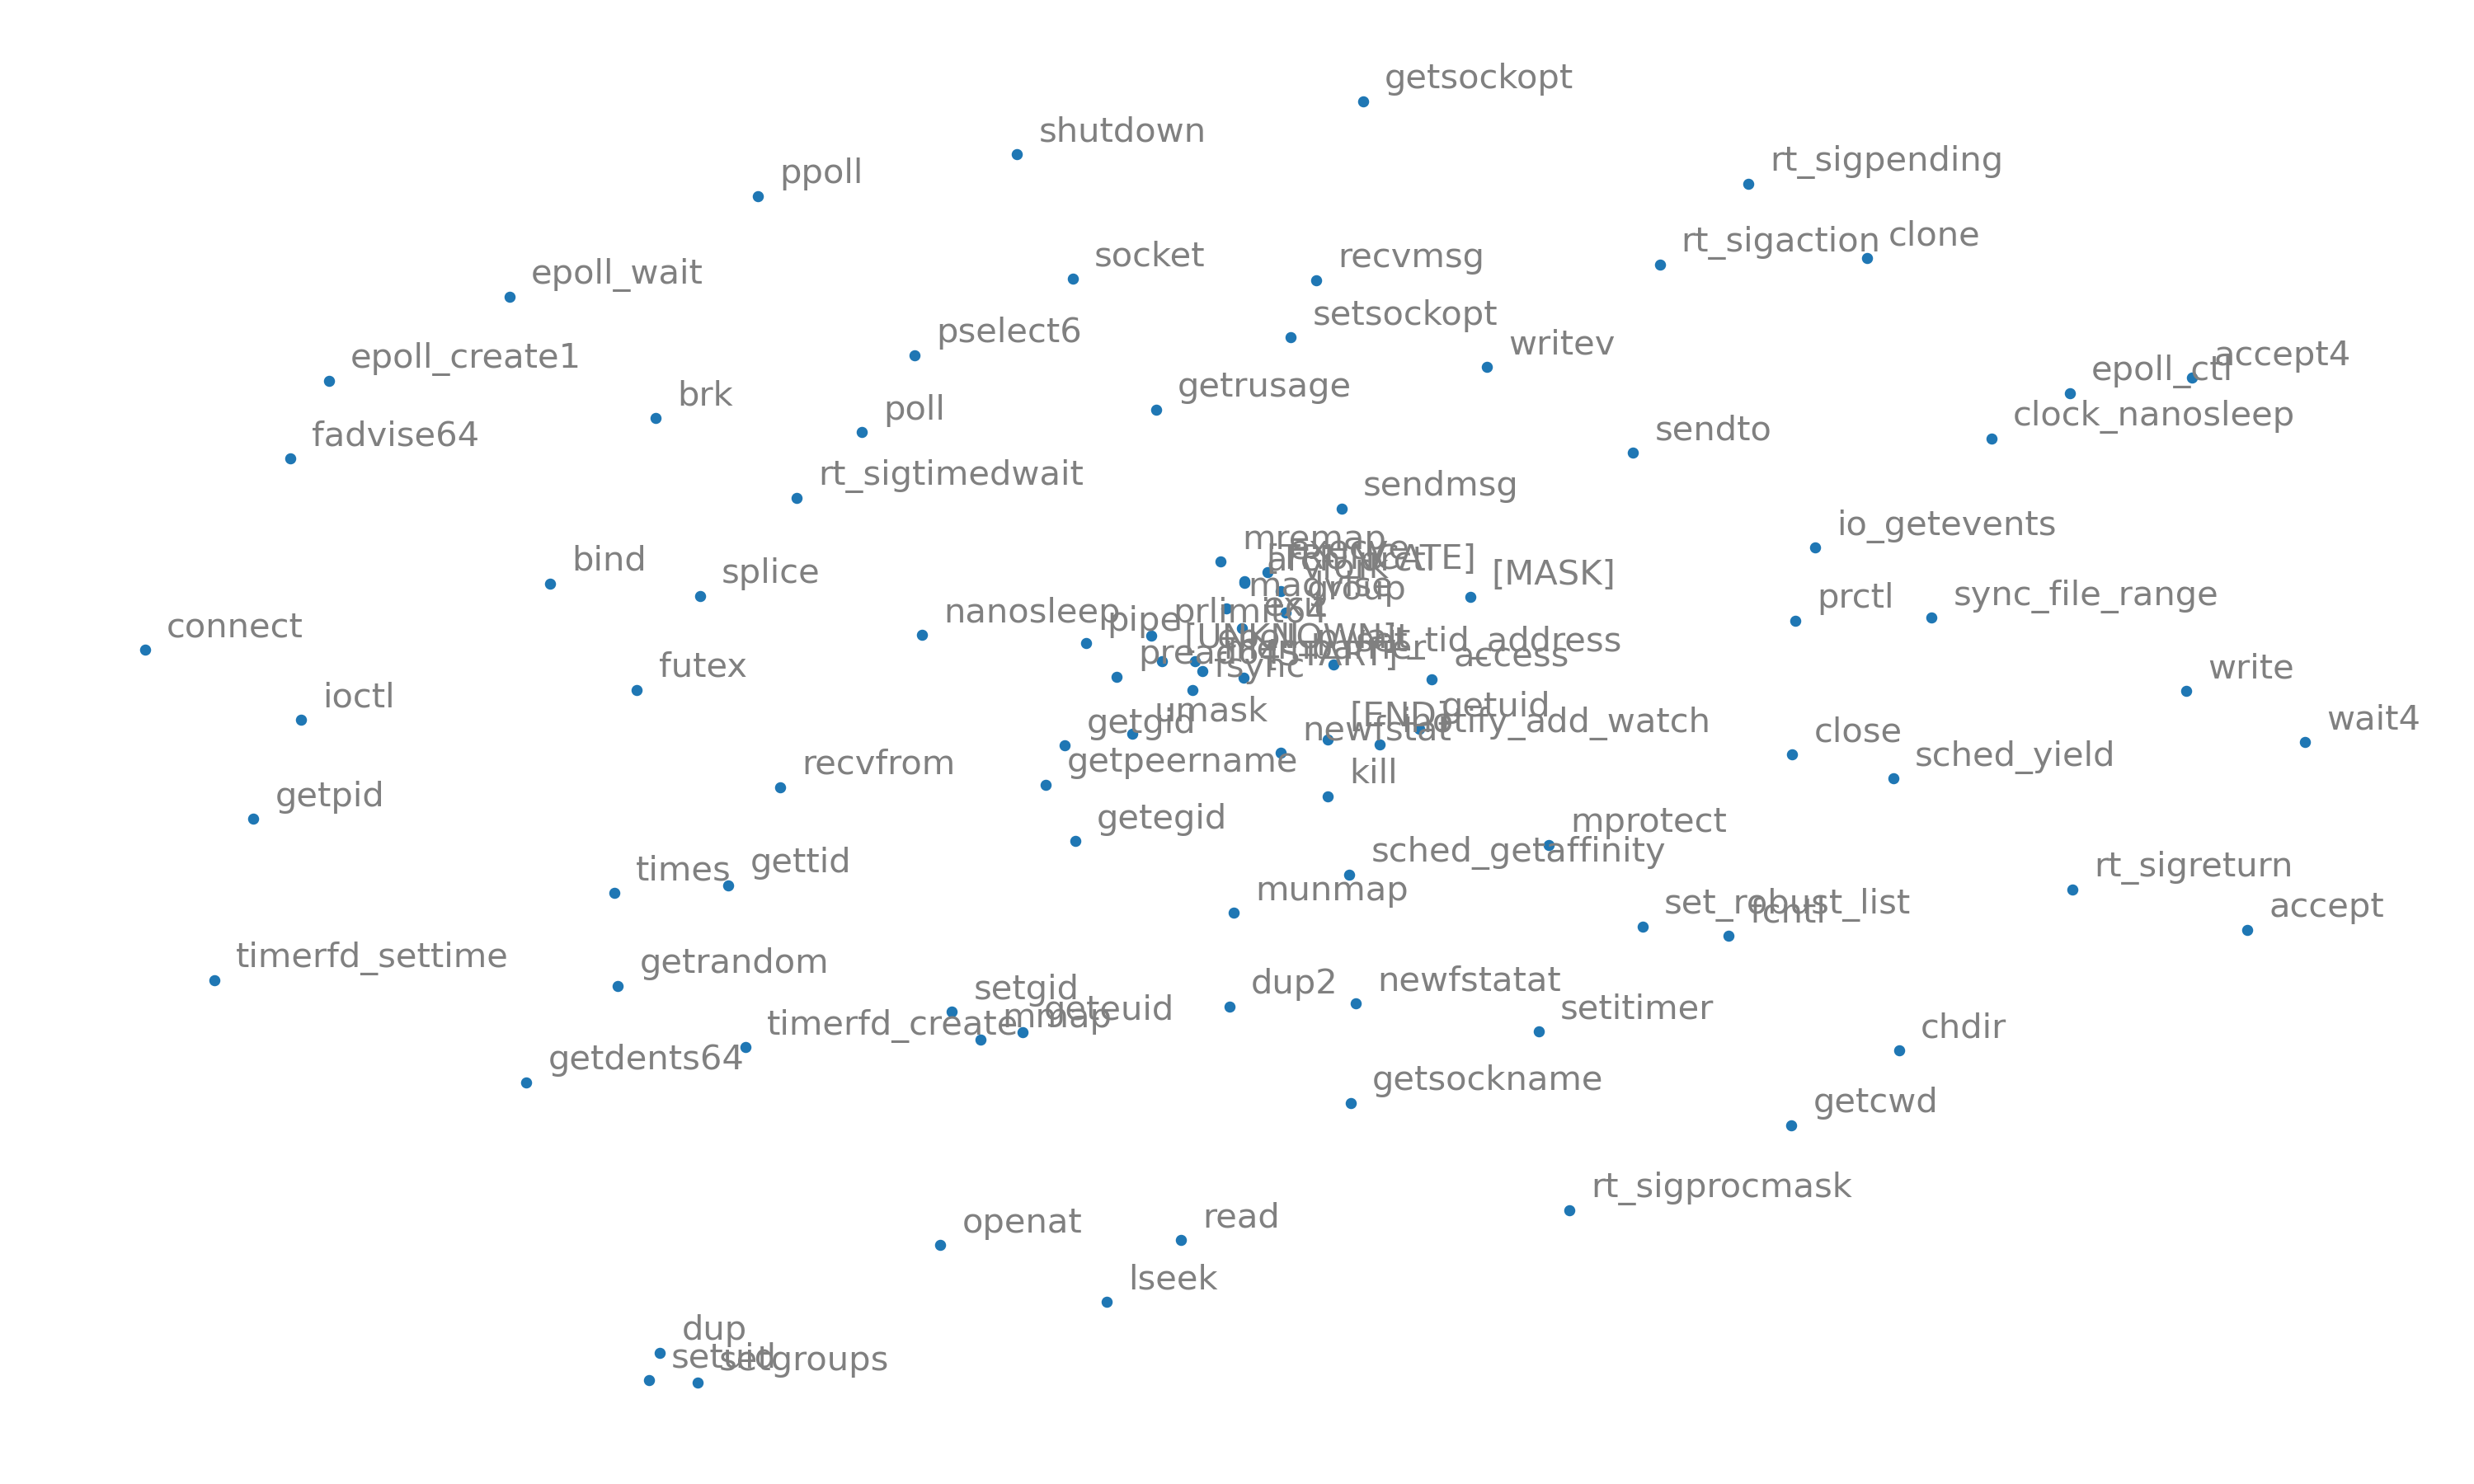 getsockopt
shutdown
rt_sigpending
ppoll
clone
rt_sigaction
socket
recvmsg
epoll_wait
setsockopt
pselect6
writev
accept4
epoll_create1
epoll_ctl
getrusage
brk
poll
clock_nanosleep
sendto
fadvise64
rt_sigtimedwait
sendmsg
io_getevents
mremap
bind
splice
[MASK]
madvise
prctl
sync_file_range
nanosleep
pipe
prlimit64
connect
[UNKNOWN]
set_tid_address
access
futex
write
fsync
ioctl
umask
getgid
[END]
getuid
inotify_add_watch
newfstat
wait4
close
sched_yield
recvfrom
getpeername
kill
getpid
getegid
mprotect
sched_getaffinity
times
gettid
rt_sigreturn
munmap
set_robust_list
fcntl
accept
timerfd_settime
getrandom
setgid
dup2
newfstatat
geteuid
mmap
timerfd_create
setitimer
chdir
getdents64
getsockname
getcwd
rt_sigprocmask
openat
read
lseek
dup
setuid
setgroups